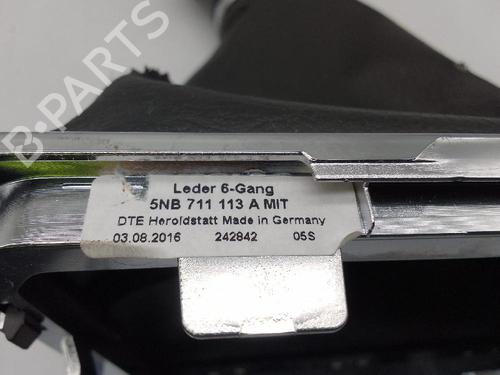 B-PARTS
Leder 6-Gang
5NB 711 113 A MIT
DTE Heroldstatt Made in Germany
03.08.2016 242842 05S